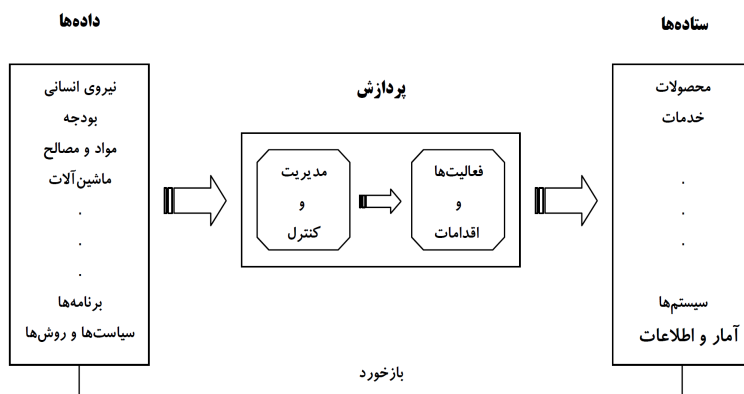 داده‌ها
نیروی انسانی
بودجه
مواد و مصالح
ماشین‌آلات
.
.
.
برنامه‌ها
سیاست‌ها و روش‌ها
پردازش
مدیریت
و
کنترل
فعالیت‌ها
و
اقدامات
ستاده‌ها
محصولات
خدمات
.
.
.
سیستم‌ها
آمار و اطلاعات
بازخورد